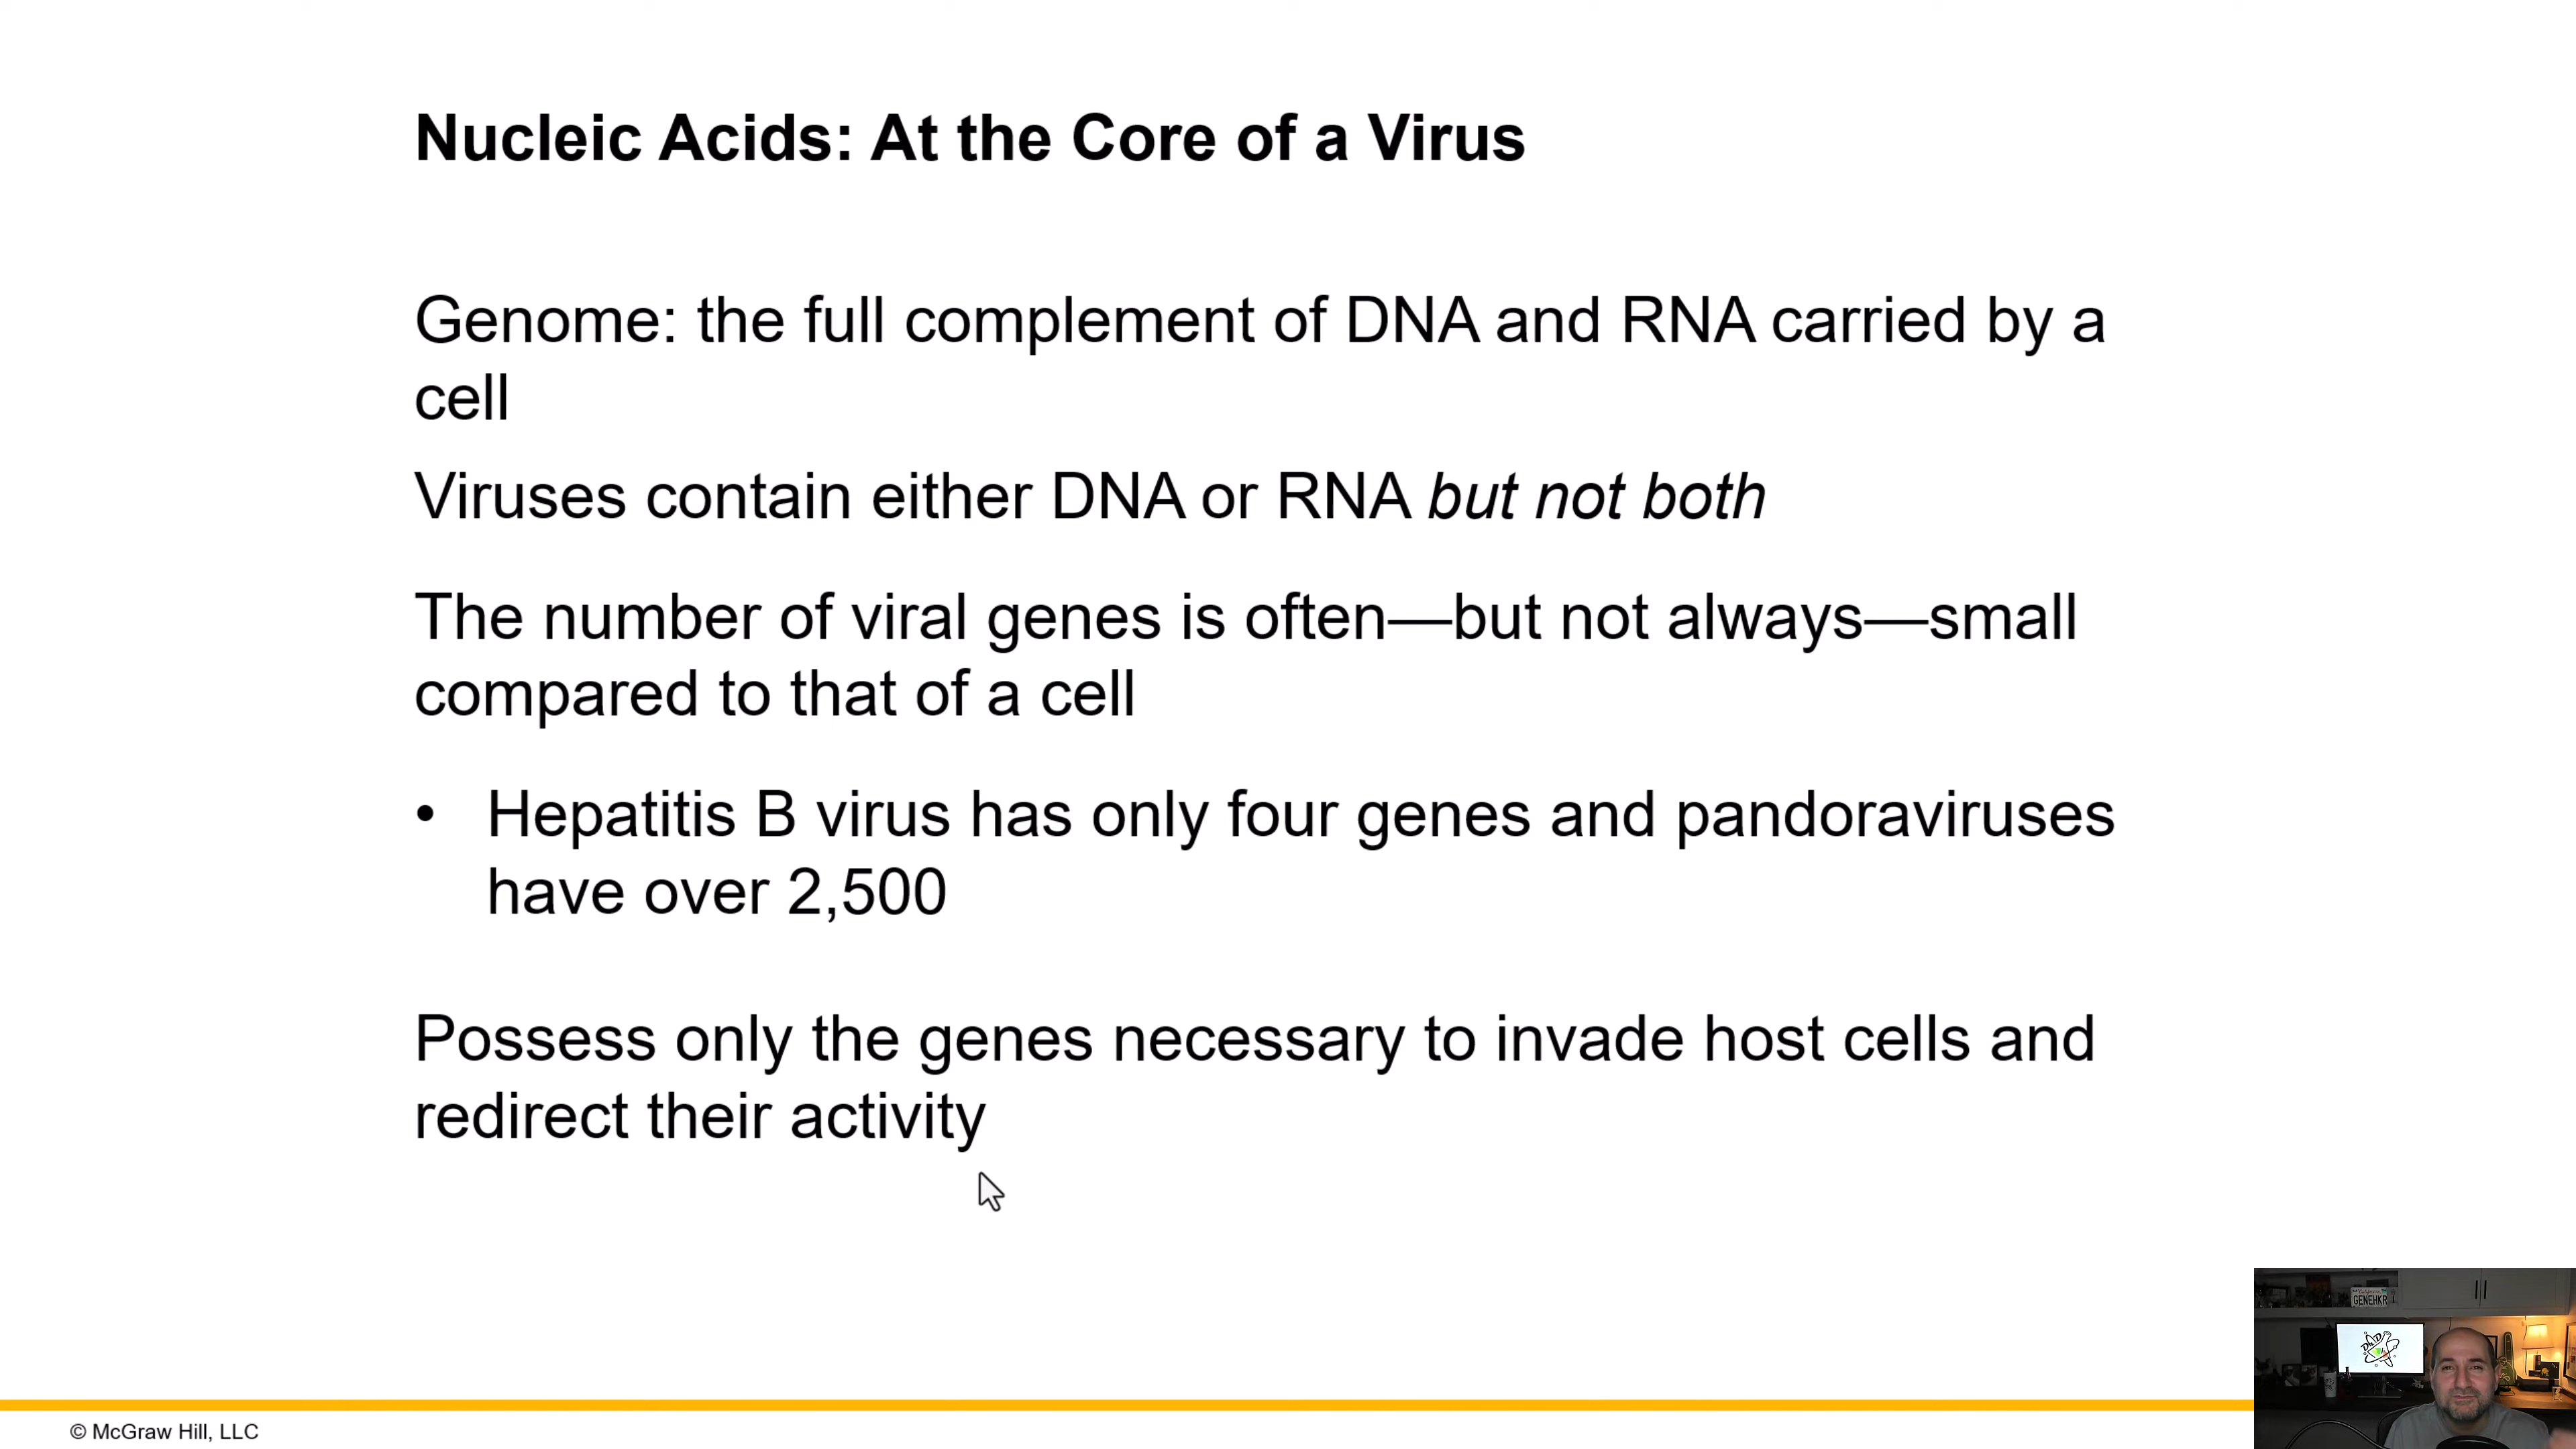 Nucleic Acids: At the Core of a Virus
Genome: the full complement of DNA and RNA carried by a
cell
Viruses contain either DNA or RNA but not both
The number of viral genes is often—but not always—small
compared to that of a cell
• Hepatitis B virus has only four genes and pandoraviruses
have over 2,500
Possess only the genes necessary to invade host cells and
redirect their activity
GENEHKR
© McGraw Hill, LLC